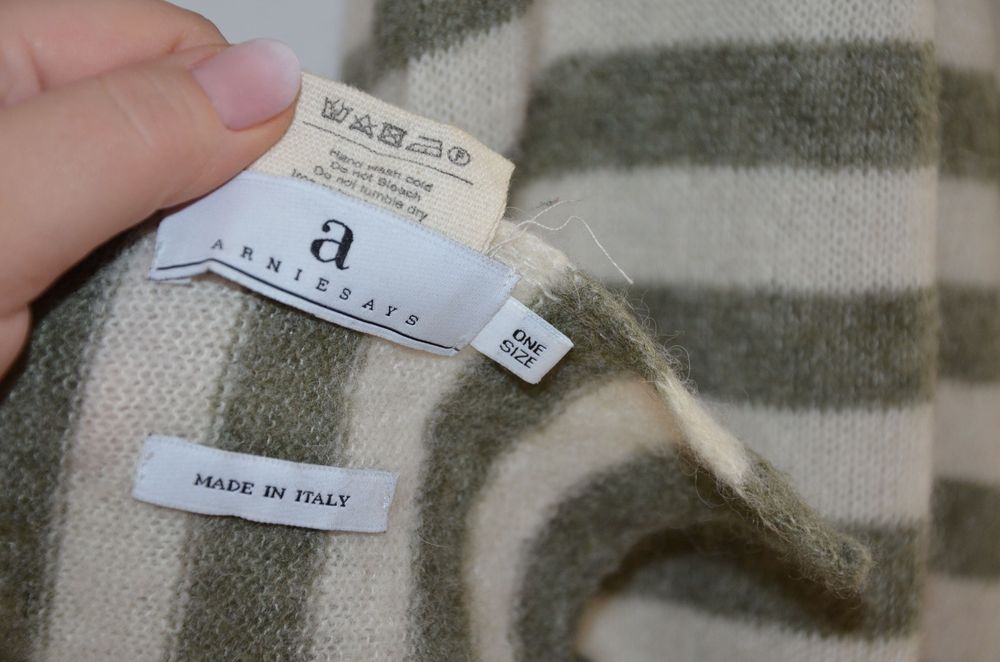 Hand wash cold
Do not Bleach
Do not tumble dry
a
ARNIESAYS
ONE
SIZE
MADE IN ITALY